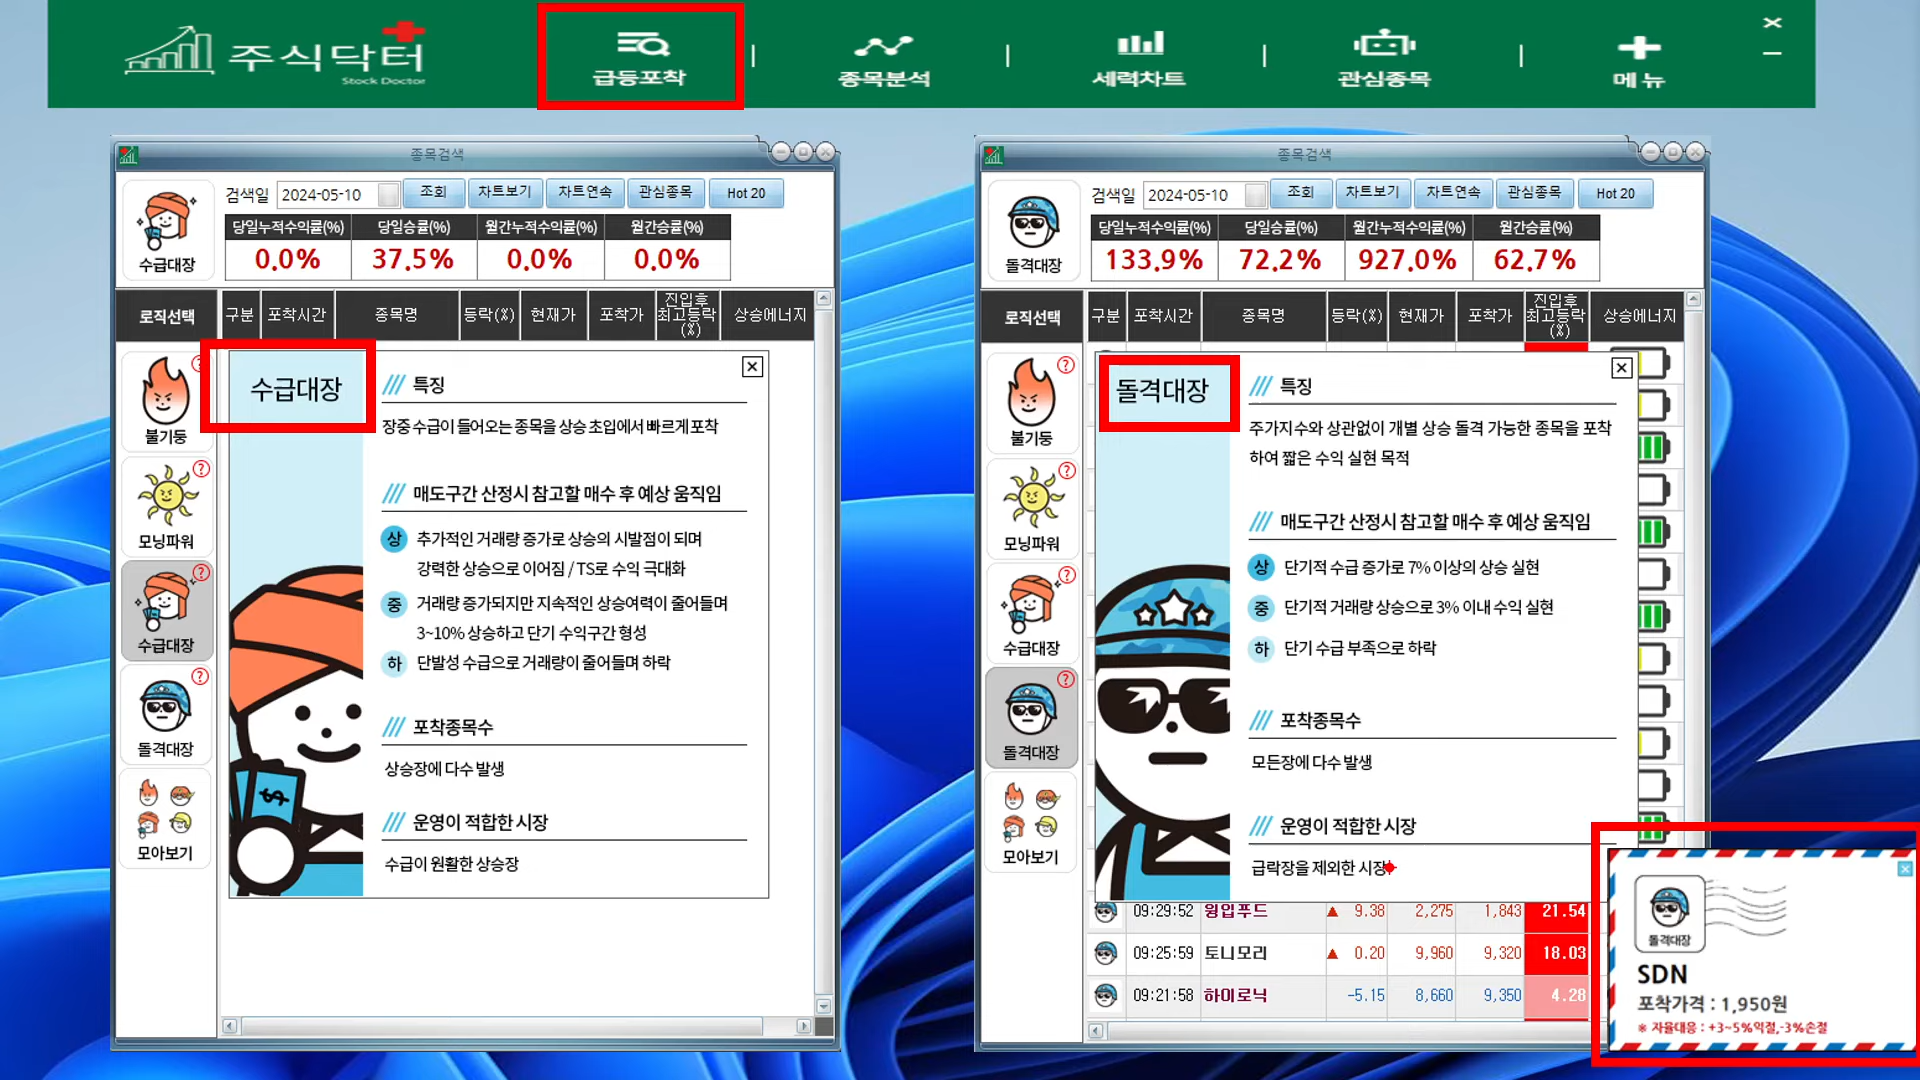 주식닥터
Stock Doctor
급등포착
종목분석
세력차트
관심종목
메뉴
종목검색
수급대장
검색일 2024-05-10 조회 차트보기 차트연속 관심종목 Hot 20
당일누적수익률(%) 당일승률(%) 월간누적수익률(%) 월간승률(%)
0.0% 37.5% 0.0% 0.0%
로직선택 구분 포착시간 종목명 등락(%) 현재가 포착가 진입후 최고등락 (%) 상승에너지
불기둥
모닝파워
수급대장
돌격대장
모아보기
수급대장
특징
장중 수급이 들어오는 종목을 상승 초입에서 빠르게 포착
매도구간 산정시 참고할 매수 후 예상 움직임
상 추가적인 거래량 증가로 상승의 시발점이 되며
강력한 상승으로 이어짐 / TS로 수익 극대화
중 거래량 증가되지만 지속적인 상승여력이 줄어들며
3~10% 상승하고 단기 수익구간 형성
하 단발성 수급으로 거래량이 줄어들며 하락
포착종목수
상승장에 다수 발생
운영이 적합한 시장
수급이 원활한 상승장
종목검색
돌격대장
검색일 2024-05-10 조회 차트보기 차트연속 관심종목 Hot 20
당일누적수익률(%) 당일승률(%) 월간누적수익률(%) 월간승률(%)
133.9% 72.2% 927.0% 62.7%
로직선택 구분 포착시간 종목명 등락(%) 현재가 포착가 진입후 최고등락 (%) 상승에너지
불기둥
모닝파워
수급대장
돌격대장
모아보기
돌격대장
특징
주가지수와 상관없이 개별 상승 돌격 가능한 종목을 포착
하여 짧은 수익 실현 목적
매도구간 산정시 참고할 매수 후 예상 움직임
상 단기적 수급 증가로 7% 이상의 상승 실현
중 단기적 거래량 상승으로 3% 이내 수익 실현
하 단기 수급 부족으로 하락
포착종목수
모든장에 다수 발생
운영이 적합한 시장
급락장을 제외한 시장
09:29:52 윙입푸드 ▲ 9.38 2,275 1,843 21.54
09:25:59 토니모리 ▲ 0.20 9,960 9,320 18.03
09:21:58 하이로닉 -5.15 8,660 9,350 4.28
돌격대장
SDN
포착가격 : 1,950원
※ 자율대응 : +3~5%익절,-3%손절